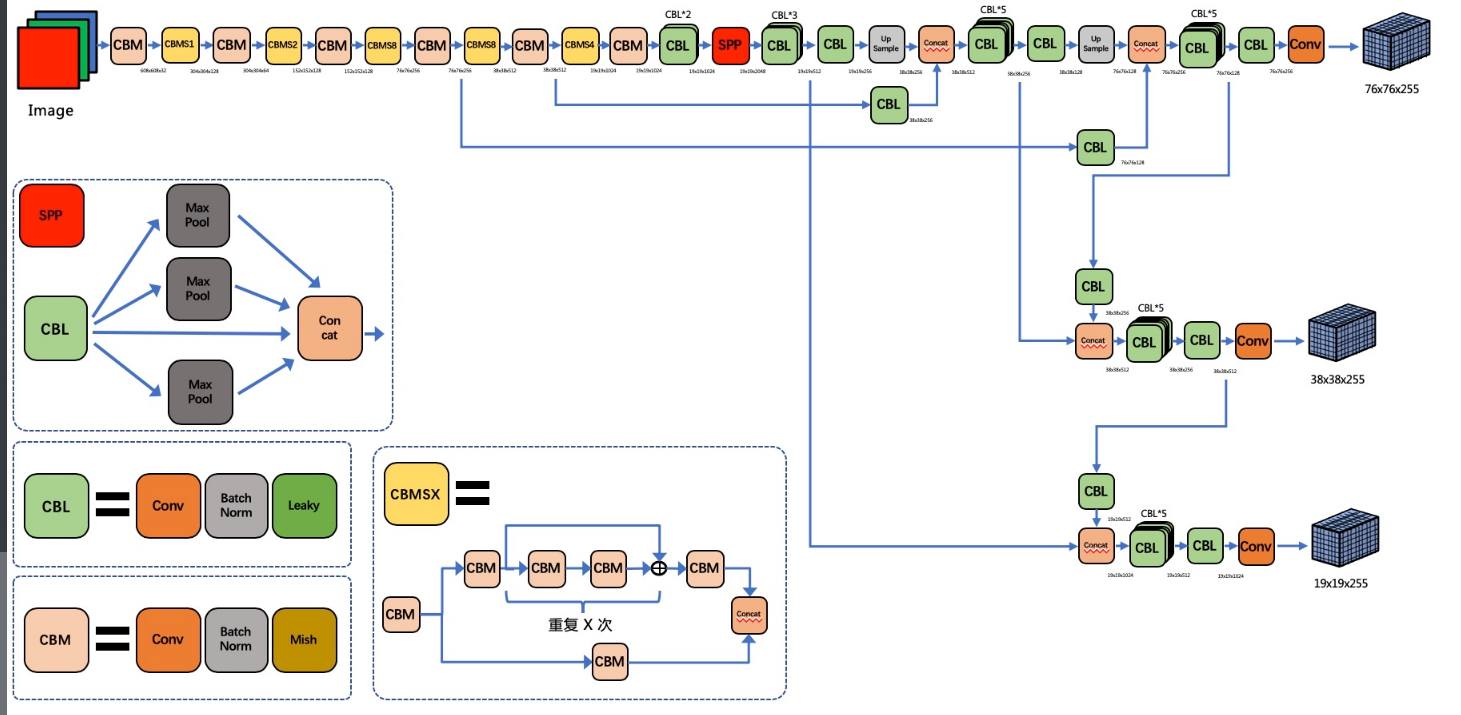 CBL*2
CBL*3
CBL*5
CBL*5
CBM
CBMS1
CBM
CBMS2
CBM
CBMS8
CBM
CBMS8
CBM
CBMS4
CBM
CBL
SPP
CBL
CBL
Up
Sample
Concat
CBL
CBL
Up
Sample
Concat
CBL
CBL
Conv
608x608x32
304x304x128
304x304x64
152x152x128
152x152x128
76x76x256
76x76x256
38x38x512
38x38x512
19x19x1024
19x19x1024
19x19x1024
19x19x2048
19x19x512
19x19x256
38x38x256
38x38x512
38x38x256
38x38x128
76x76x128
76x76x256
76x76x128
76x76x256
76x76x255
Image
CBL
38x38x256
CBL
76x76x128
SPP
Max
Pool
Max
Pool
CBL
Con
cat
Max
Pool
CBL
38x38x256
CBL*5
Concat
CBL
CBL
Conv
38x38x512
38x38x256
38x38x512
38x38x255
CBL
Conv
Batch
Norm
Leaky
CBM
Conv
Batch
Norm
Mish
CBMSX
CBM
CBM
CBM
CBM
CBM
重复 X 次
Concat
CBM
CBL
19x19x512
CBL*5
Concat
CBL
CBL
Conv
19x19x1024
19x19x512
19x19x1024
19x19x255